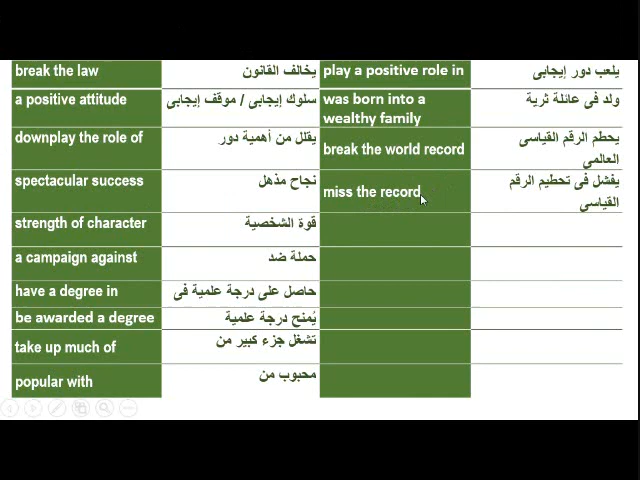 break the law يخالف القانون play a positive role in يلعب دور إيجابى
a positive attitude سلوك إيجابى / موقف إيجابى was born into a ولد فى عائلة ثرية
wealthy family
downplay the role of يقلل من أهمية دور break the world record يحطم الرقم القياسى
العالمى
spectacular success نجاح مذهل miss the record يفشل فى تحطيم الرقم
القياسى
strength of character قوة الشخصية
a campaign against حملة ضد
have a degree in حاصل على درجة علمية فى
be awarded a degree يُمنح درجة علمية
take up much of تشغل جزء كبير من
popular with محبوب من